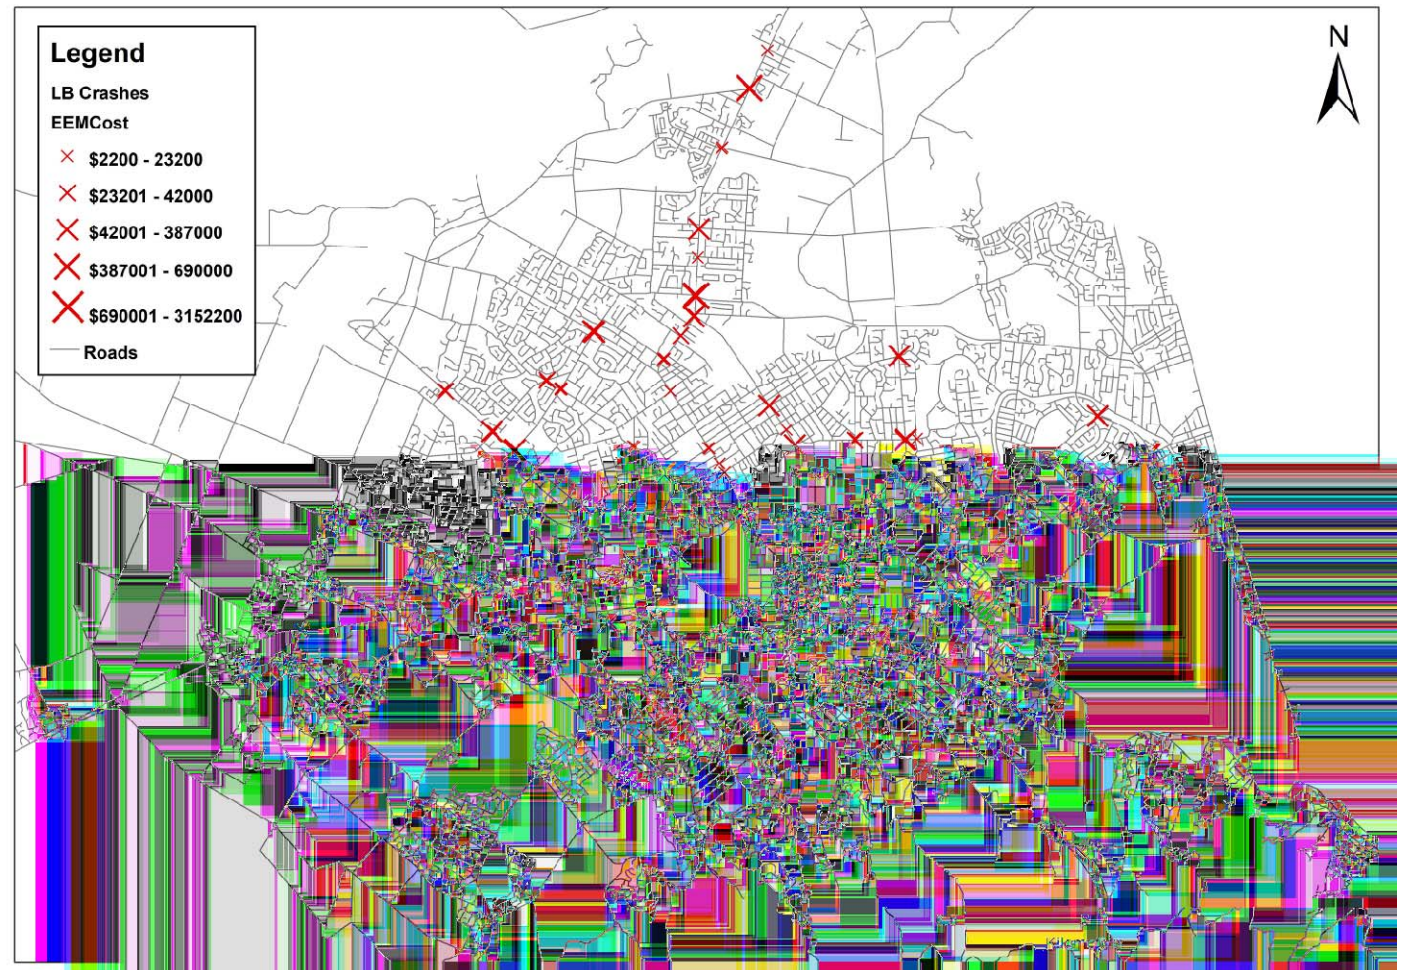 N
Legend
LB Crashes
EEMCost
$2200 - 23200
$23201 - 42000
$42001 - 387000
$387001 - 690000
$690001 - 3152200
Roads